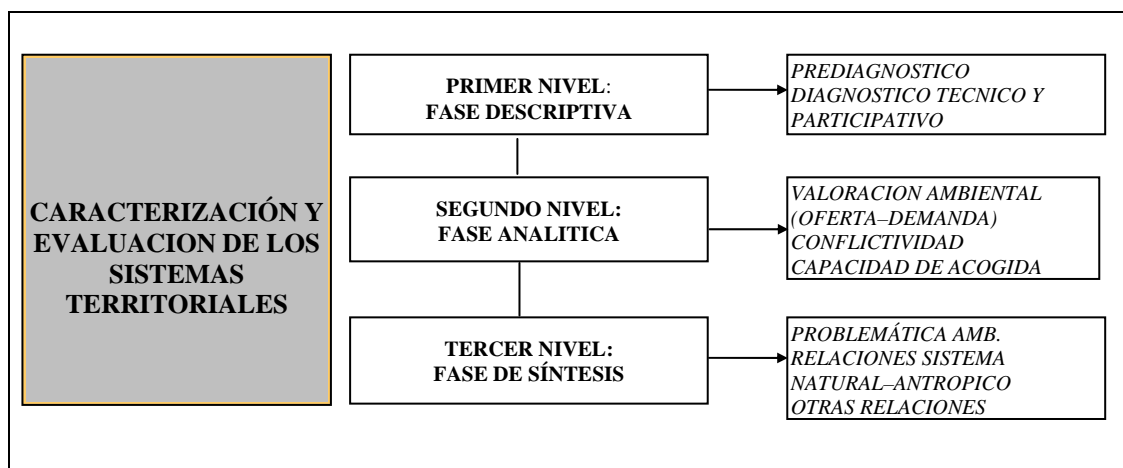 CARACTERIZACIÓN Y
EVALUACION DE LOS
SISTEMAS
TERRITORIALES
PRIMER NIVEL:
FASE DESCRIPTIVA
PREDIAGNOSTICO
DIAGNOSTICO TECNICO Y
PARTICIPATIVO
SEGUNDO NIVEL:
FASE ANALITICA
VALORACION AMBIENTAL
(OFERTA–DEMANDA)
CONFLICTIVIDAD
CAPACIDAD DE ACOGIDA
TERCER NIVEL:
FASE DE SÍNTESIS
PROBLEMÁTICA AMB.
RELACIONES SISTEMA
NATURAL–ANTROPICO
OTRAS RELACIONES